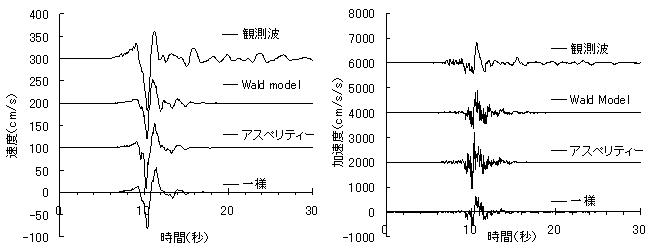 400
350
300
250
200
150
100
50
0
-50
-100
速度(cm/s)
0
10
20
30
時間(秒)
観測波
Wald model
アスペリティー
一様
8000
7000
6000
5000
4000
3000
2000
1000
0
-1000
加速度(cm/s/s)
0
10
20
30
時間(秒)
観測波
Wald Model
アスペリティー
一様